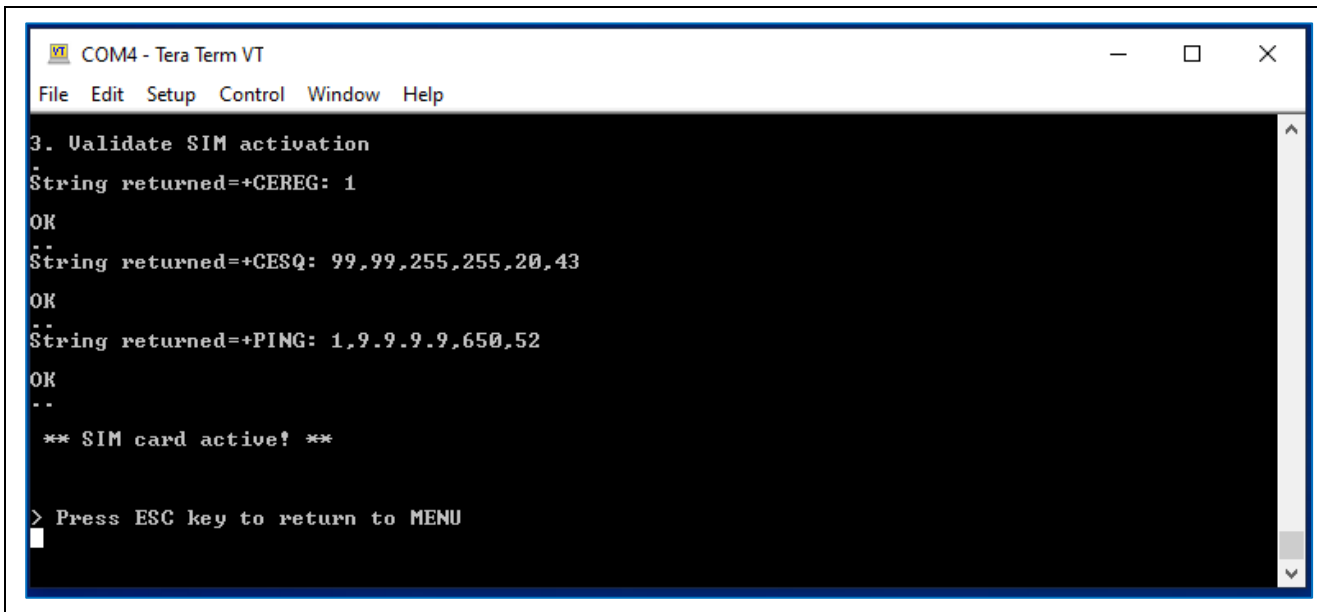 COM4 - Tera Term VT
File Edit Setup Control Window Help
3. Validate SIM activation
.
String returned=+CEREG: 1
OK
..
String returned=+CESQ: 99,99,255,255,20,43
OK
..
String returned=+PING: 1,9.9.9.9,650,52
OK
--
** SIM card active! **
> Press ESC key to return to MENU